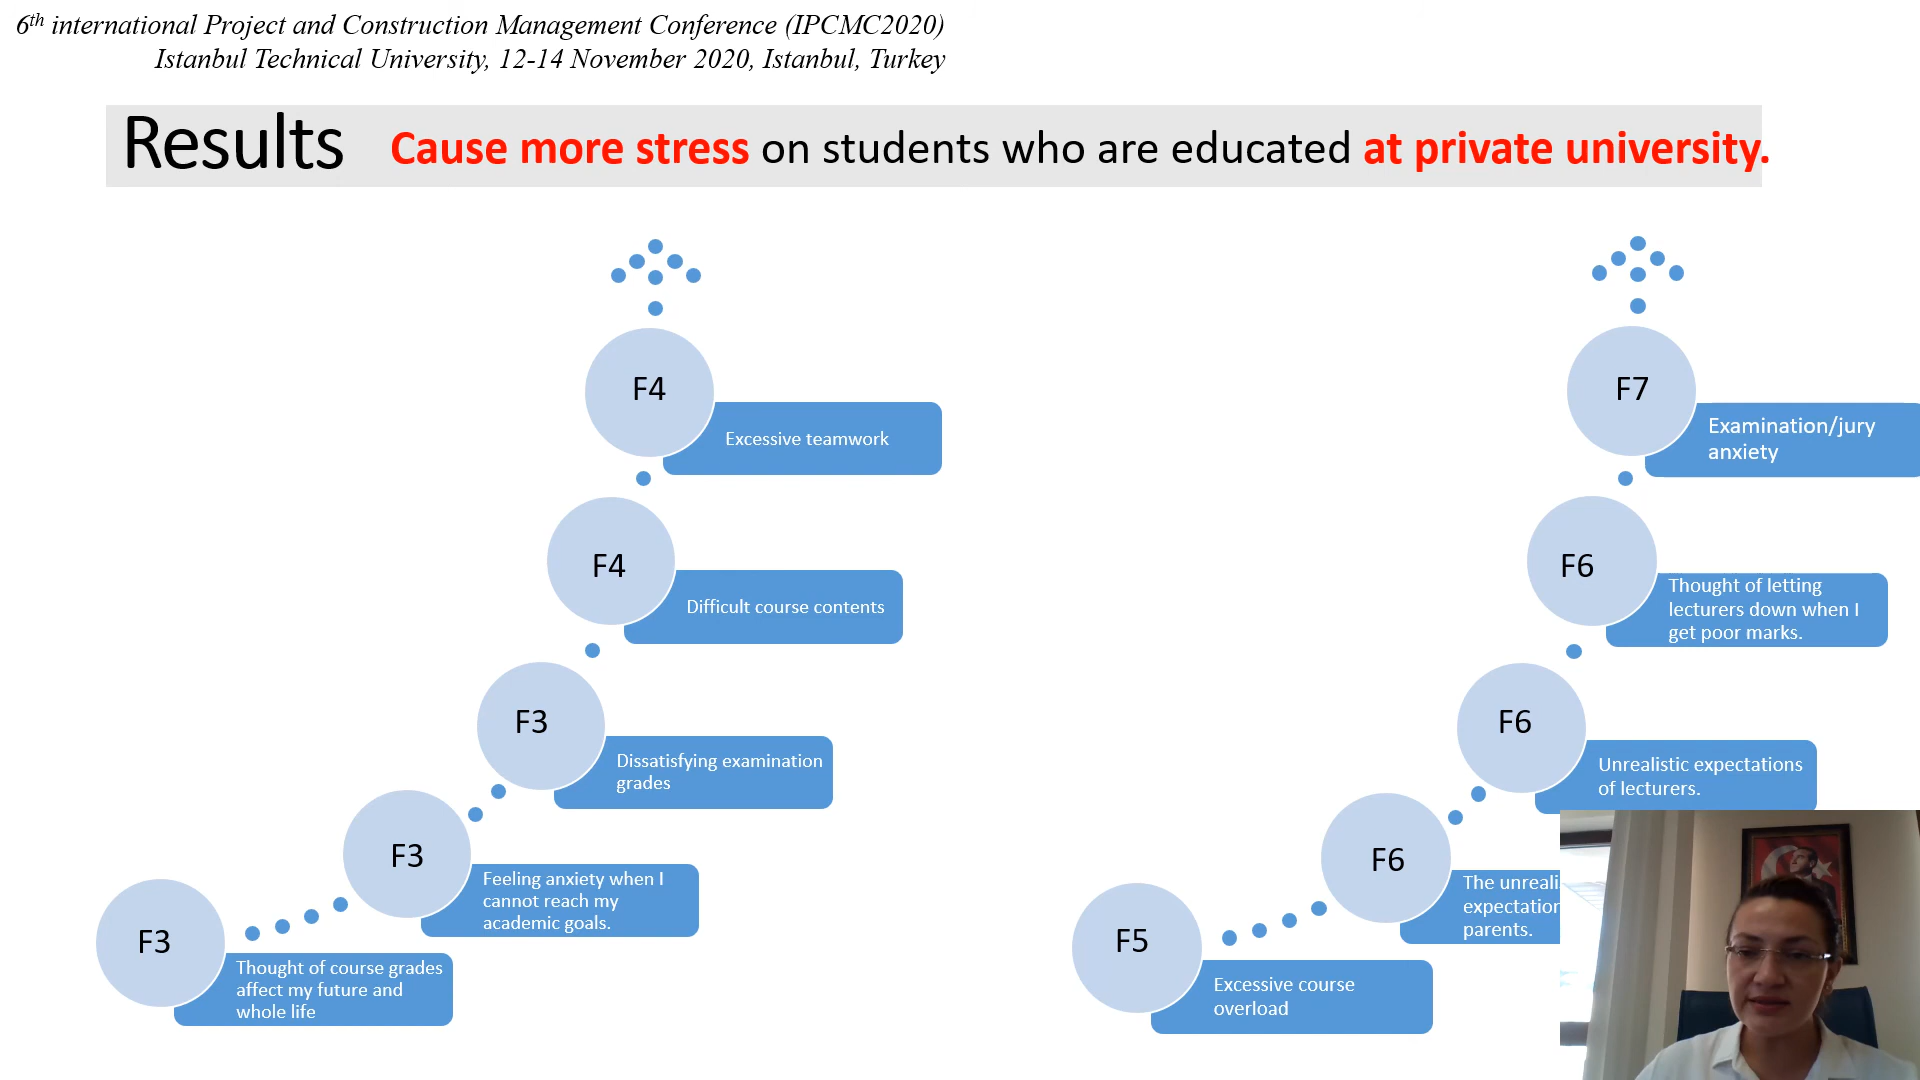 6th international Project and Construction Management Conference (IPCMC2020)
Istanbul Technical University, 12-14 November 2020, Istanbul, Turkey
Results Cause more stress on students who are educated at private university.
F4
Excessive teamwork
F4
Difficult course contents
F3
Dissatisfying examination
grades
F3
Feeling anxiety when I
cannot reach my
academic goals.
F3
Thought of course grades
affect my future and
whole life
F7
Examination/jury
anxiety
F6
Thought of letting
lecturers down when I
get poor marks.
F6
Unrealistic expectations
of lecturers.
F6
The
parents.
F5
Excessive course
overload